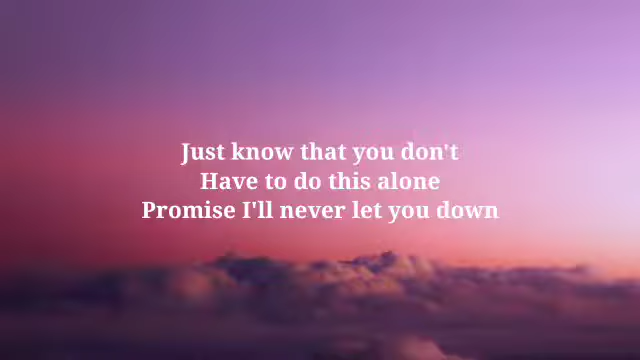 Just know that you don't
Have to do this alone
Promise I'll never let you down